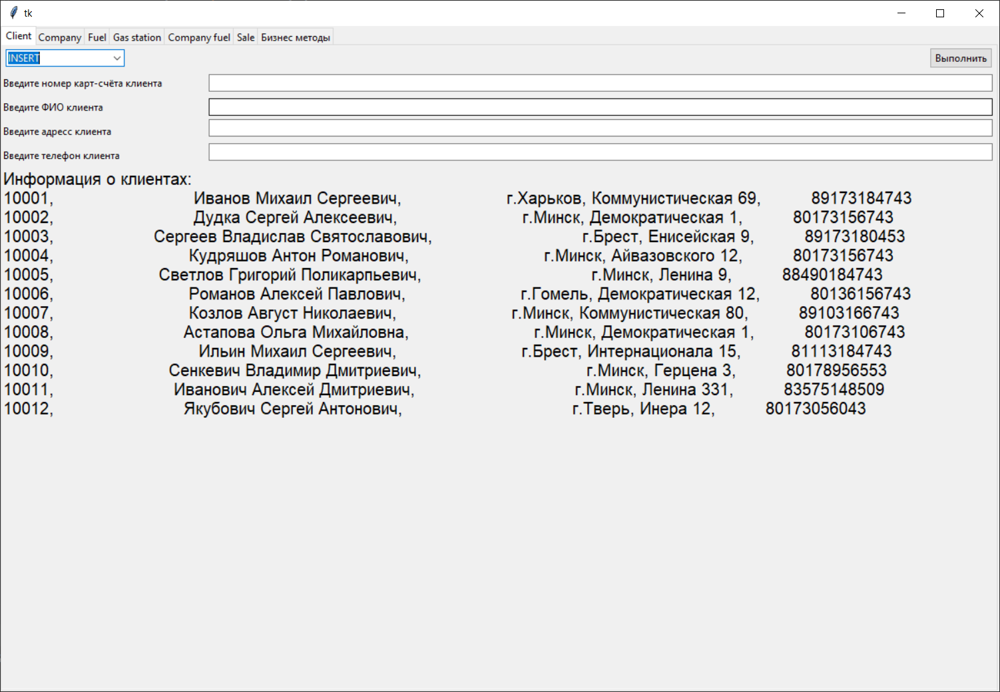 tk
Client Company Fuel Gas station Company fuel Sale Бизнес методы
INSERT Выполнить
Введите номер карт-счёта клиента
Введите ФИО клиента
Введите адресс клиента
Введите телефон клиента
Информация о клиентах:
10001, Иванов Михаил Сергеевич, г.Харьков, Коммунистическая 69, 89173184743
10002, Дудка Сергей Алексеевич, г.Минск, Демократическая 1, 80173156743
10003, Сергеев Владислав Святославович, г.Брест, Енисейская 9, 89173180453
10004, Кудряшов Антон Романович, г.Минск, Айвазовского 12, 80173156743
10005, Светлов Григорий Поликарпьевич, г.Минск, Ленина 9, 88490184743
10006, Романов Алексей Павлович, г.Гомель, Демократическая 12, 80136156743
10007, Козлов Август Николаевич, г.Минск, Коммунистическая 80, 89103166743
10008, Астапова Ольга Михайловна, г.Минск, Демократическая 1, 80173106743
10009, Ильин Михаил Сергеевич, г.Брест, Интернационала 15, 81113184743
10010, Сенкевич Владимир Дмитриевич, г.Минск, Герцена 3, 80178956553
10011, Иванович Алексей Дмитриевич, г.Минск, Ленина 331, 83575148509
10012, Якубович Сергей Антонович, г.Тверь, Инера 12, 80173056043